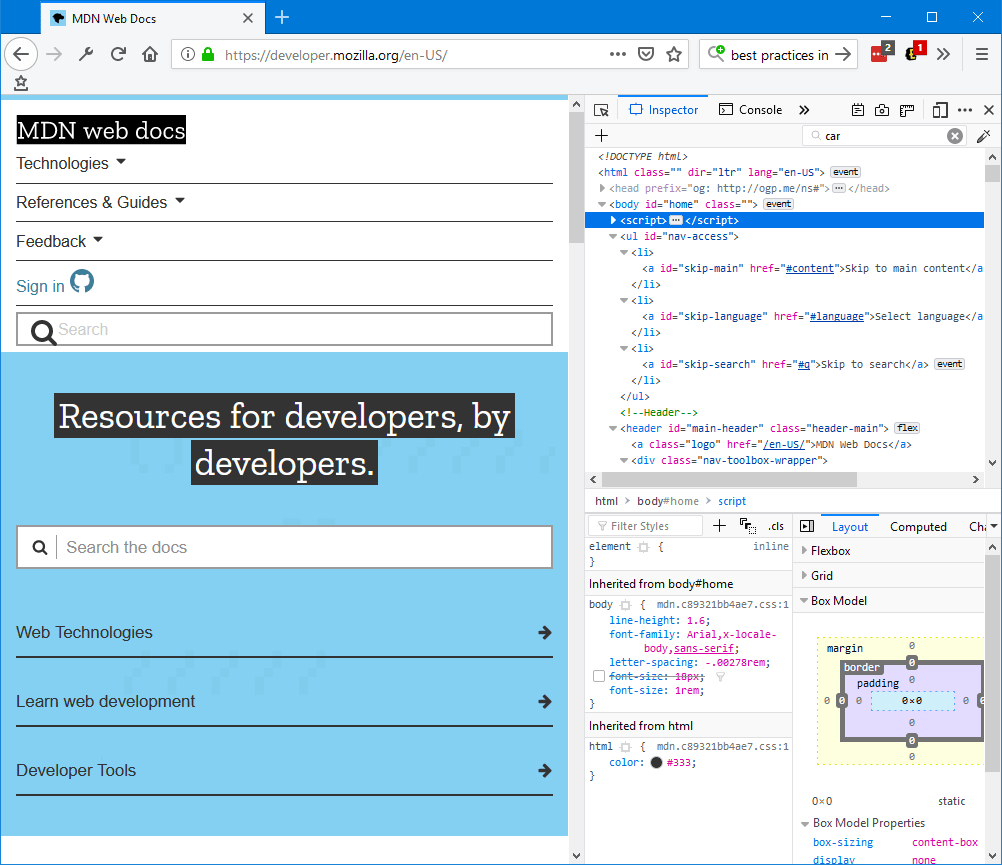 MDN Web Docs
https://developer.mozilla.org/en-US/
best practices in
2
1
MDN web docs
Technologies
References & Guides
Feedback
Sign in
Search
Resources for developers, by
developers.
Search the docs
Web Technologies
Learn web development
Developer Tools
Inspector
Console
car
<!DOCTYPE html>
<html class="" dir="ltr" lang="en-US"> event
<head prefix="og: http://ogp.me/ns#"> ··· </head>
<body id="home" class=""> event
<script> ··· </script>
<ul id="nav-access">
<li>
<a id="skip-main" href="#content">Skip to main content</a
</li>
<li>
<a id="skip-language" href="#language">Select language</a
</li>
<li>
<a id="skip-search" href="#q">Skip to search</a> event
</li>
</ul>
<!--Header-->
<header id="main-header" class="header-main"> flex
<a class="logo" href="/en-US/">MDN Web Docs</a>
<div class="nav-toolbox-wrapper">
html > body#home > script
Filter Styles
.cls
element { inline
}
Inherited from body#home
body { mdn.c89321bb4ae7.css:1
line-height: 1.6;
font-family: Arial,x-locale-
body,sans-serif;
letter-spacing: -.00278rem;
font-size: 18px;
font-size: 1rem;
}
Inherited from html
html { mdn.c89321bb4ae7.css:1
color: #333;
}
Layout
Computed
Cha
Flexbox
Grid
Box Model
margin
0
border
0
padding
0
0 0 0 0×0 0 0
0
0
0
0×0 static
Box Model Properties
box-sizing content-box
display none